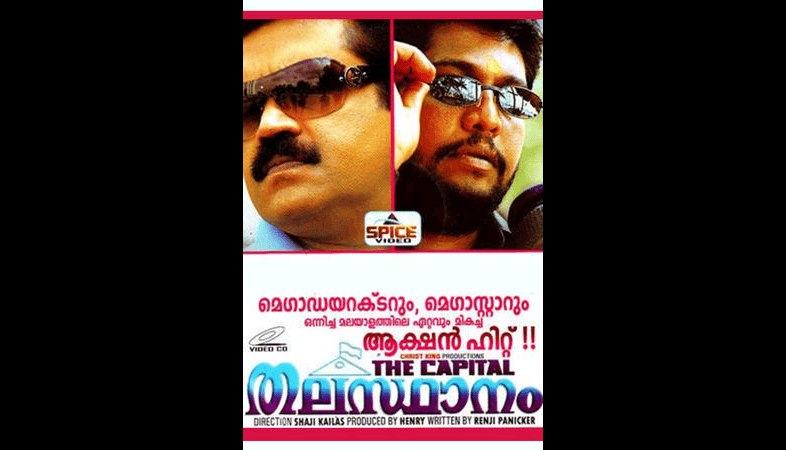 SPICE
VIDEO
മെഗാഡയറക്ടറും, മെഗാസ്റ്റാറും
ഒന്നിച്ച മലയാളത്തിലെ ഏറ്റവും മികച്ച
ആക്ഷൻ ഹിറ്റ് !!
VIDEO CD
CHRIST KING PRODUCTIONS
THE CAPITAL
തലസ്ഥാനം
DIRECTION SHAJI KAILAS PRODUCED BY HENRY WRITTEN BY RENJI PANICKER